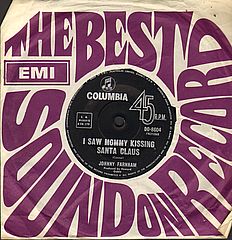 THE BEST
EMI
SOUND ON RECORD
COLUMBIA
45
R.P.M.
DO-8604
I SAW MOMMY KISSING
SANTA CLAUS
JOHNNY FARNHAM